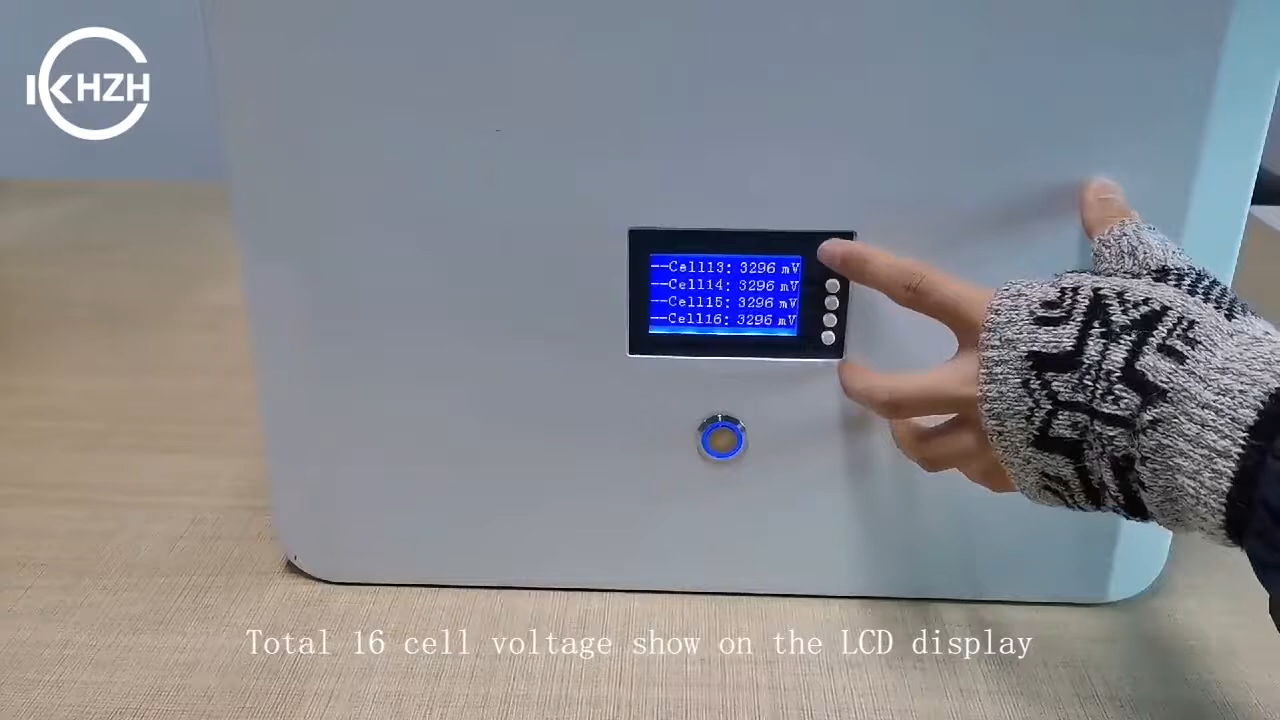 KHZH
--Cell13: 3296 mV
--Cell14: 3296 mV
--Cell15: 3296 mV
--Cell16: 3296 mV
Total 16 cell voltage show on the LCD display